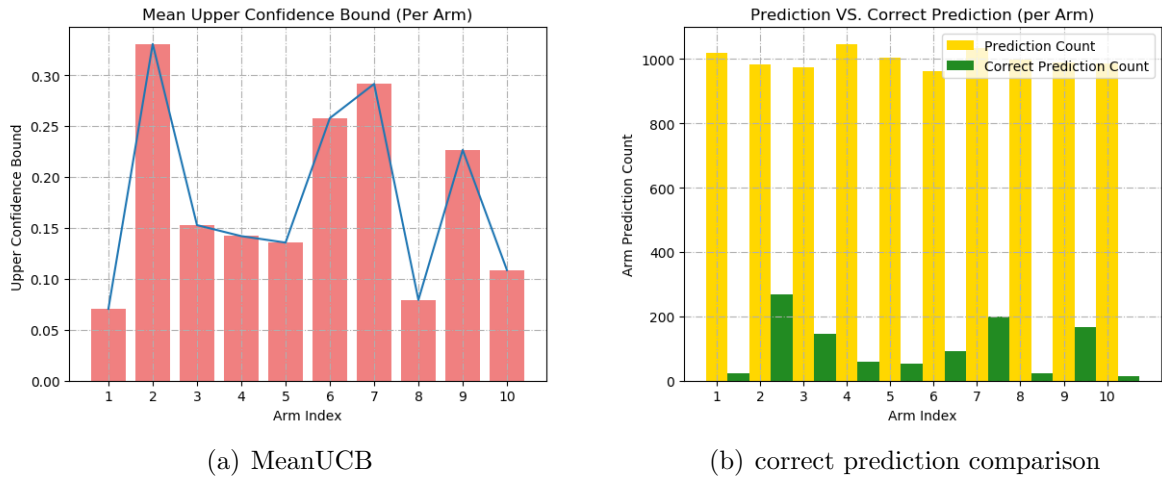 Mean Upper Confidence Bound (Per Arm)
Upper Confidence Bound
0.30
0.25
0.20
0.15
0.10
0.05
0.00
1 2 3 4 5 6 7 8 9 10
Arm Index
(a) MeanUCB
Prediction VS. Correct Prediction (per Arm)
Prediction Count
Correct Prediction Count
Arm Prediction Count
1000
800
600
400
200
0
1 2 3 4 5 6 7 8 9 10
Arm Index
(b) correct prediction comparison